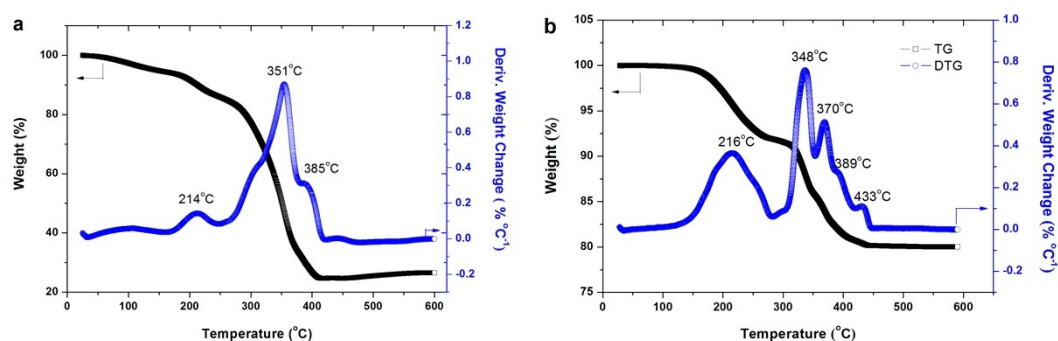 a
Weight (%)
100
80
60
40
20
0
100
200
300
400
500
600
Temperature (°C)
214°C
351°C
385°C
1.2
1.0
0.8
0.6
0.4
0.2
0.0
-0.2
Deriv. Weight Change ( % °C⁻¹)
b
Weight (%)
105
100
95
90
85
80
75
0
100
200
300
400
500
600
Temperature (°C)
216°C
348°C
370°C
389°C
433°C
TG
DTG
1.0
0.8
0.6
0.4
0.2
0.0
-0.2
Deriv. Weight Change ( % °C⁻¹)